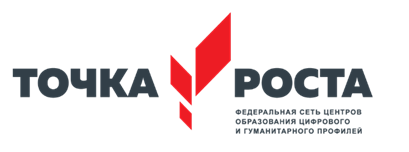 ТОЧКА РОСТА
ФЕДЕРАЛЬНАЯ СЕТЬ ЦЕНТРОВ
ОБРАЗОВАНИЯ ЦИФРОВОГО
И ГУМАНИТАРНОГО ПРОФИЛЕЙ